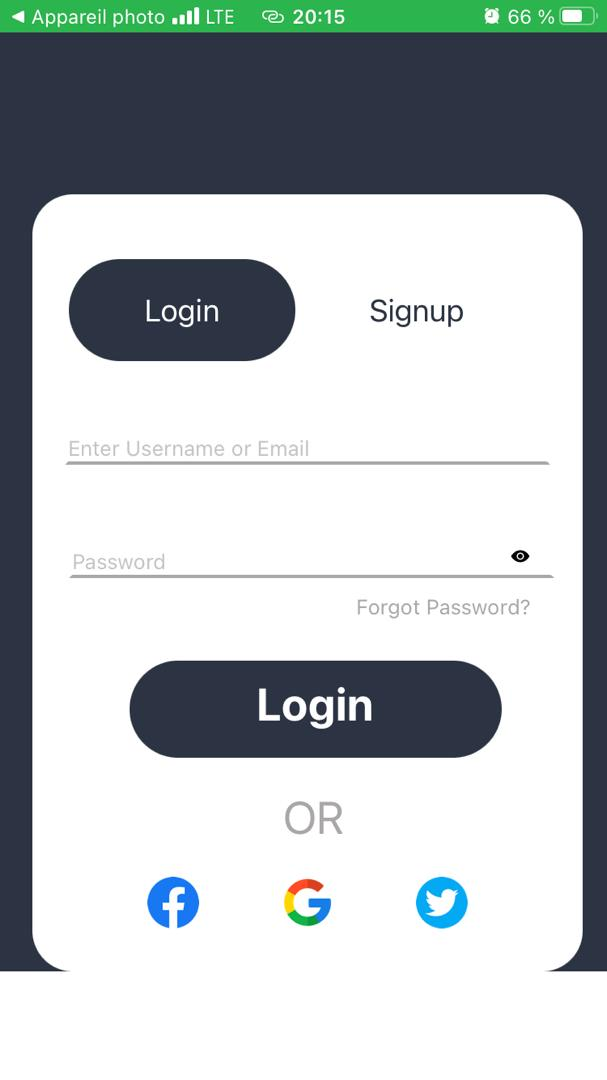 Appareil photo LTE 20:15 66 %
Login Signup
Enter Username or Email
Password
Forgot Password?
Login
OR